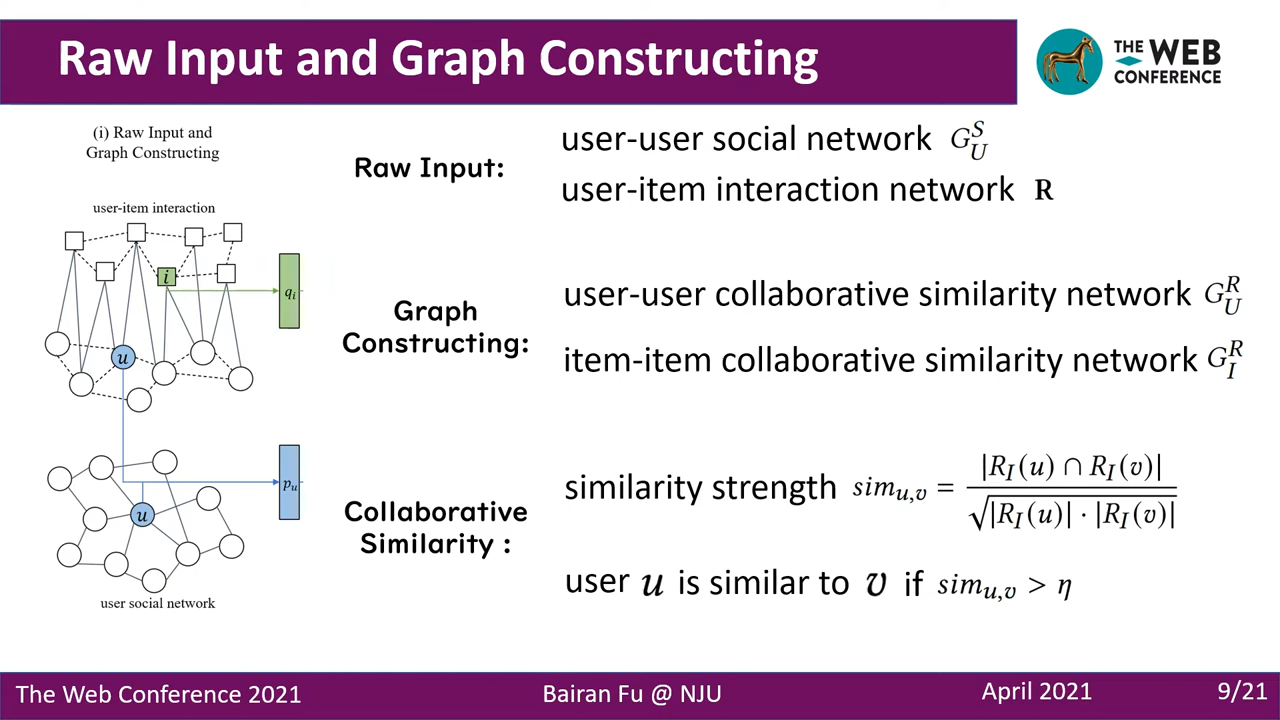 Raw Input and Graph Constructing
THE WEB
CONFERENCE
(i) Raw Input and
Graph Constructing
user-item interaction
i
q_i
u
p_u
u
user social network
Raw Input:
user-user social network G_U^S
user-item interaction network R
Graph
Constructing:
user-user collaborative similarity network G_U^R
item-item collaborative similarity network G_I^R
Collaborative
Similarity :
similarity strength sim_{u,v} = |R_I(u) ∩ R_I(v)| / √(|R_I(u)| · |R_I(v)|)
user u is similar to v if sim_{u,v} > η
The Web Conference 2021
Bairan Fu @ NJU
April 2021
9/21